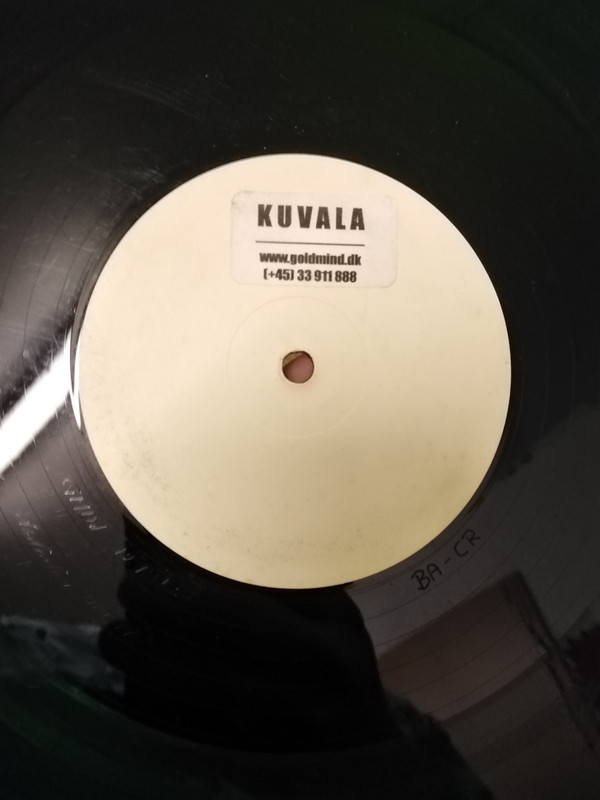 KUVALA
www.goldmind.dk
(+45) 33 911 888
BA-CR